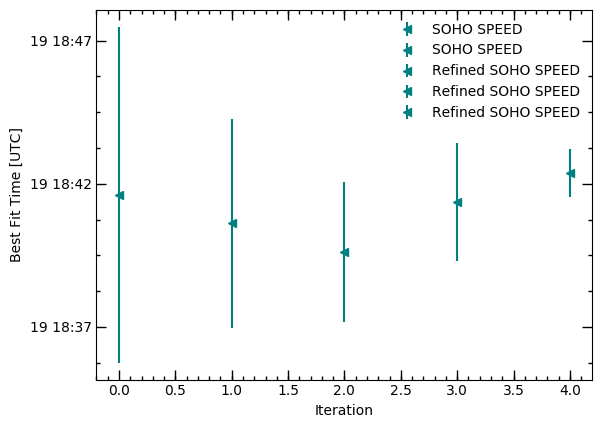 SOHO SPEED
SOHO SPEED
Refined SOHO SPEED
Refined SOHO SPEED
Refined SOHO SPEED
19 18:47
19 18:42
19 18:37
Best Fit Time [UTC]
0.0 0.5 1.0 1.5 2.0 2.5 3.0 3.5 4.0
Iteration